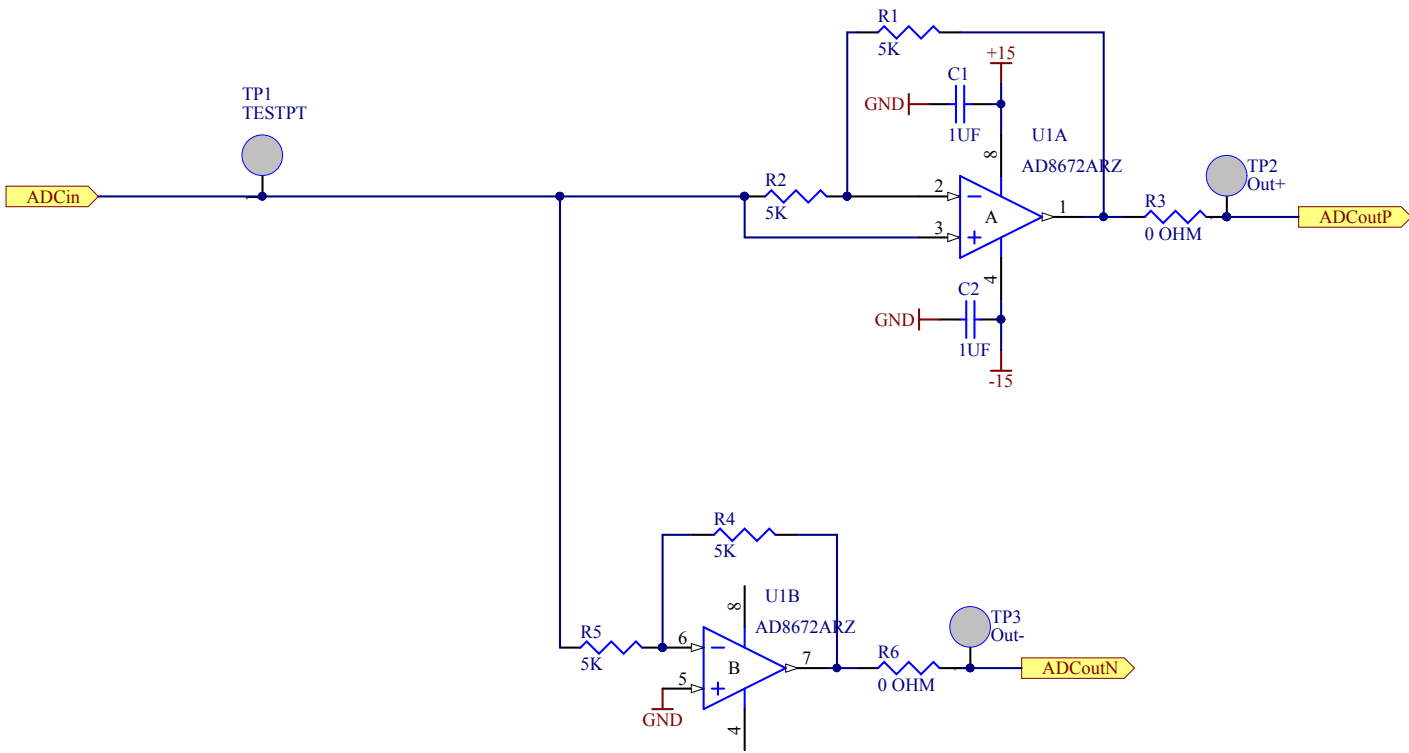 R1
5K
+15
C1
GND
1UF
TP1
TESTPT
U1A
8
AD8672ARZ
TP2
Out+
ADCin
R2
5K
2
A
3
1
R3
0 OHM
ADCoutP
4
C2
GND
1UF
-15
R4
5K
8
U1B
AD8672ARZ
TP3
Out-
R5
5K
6
B
5
7
R6
0 OHM
ADCoutN
GND
4